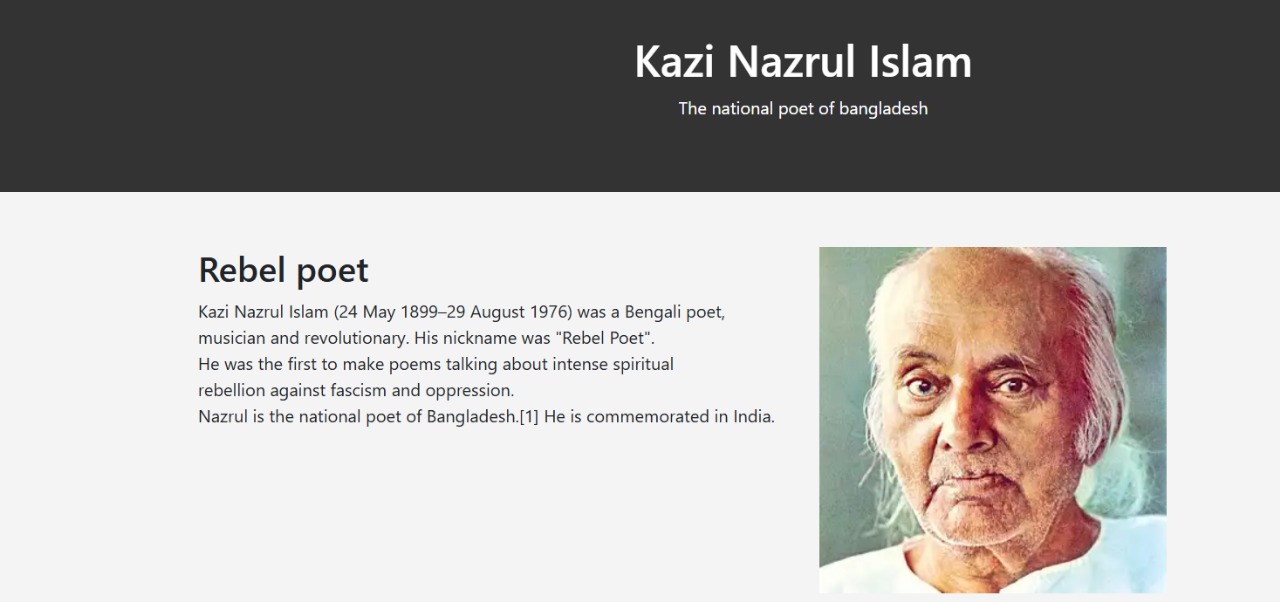 Kazi Nazrul Islam
The national poet of bangladesh
Rebel poet
Kazi Nazrul Islam (24 May 1899–29 August 1976) was a Bengali poet,
musician and revolutionary. His nickname was "Rebel Poet".
He was the first to make poems talking about intense spiritual
rebellion against fascism and oppression.
Nazrul is the national poet of Bangladesh.[1] He is commemorated in India.